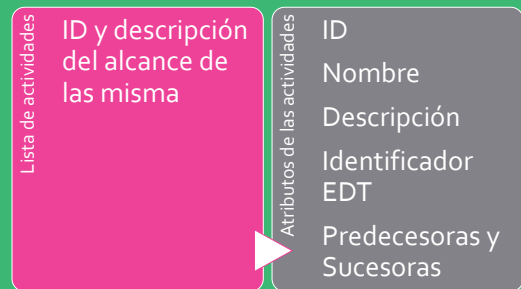 Lista de actividades
ID y descripción
del alcance de
las misma
Atributos de las actividades
ID
Nombre
Descripción
Identificador
EDT
Predecesoras y
Sucesoras